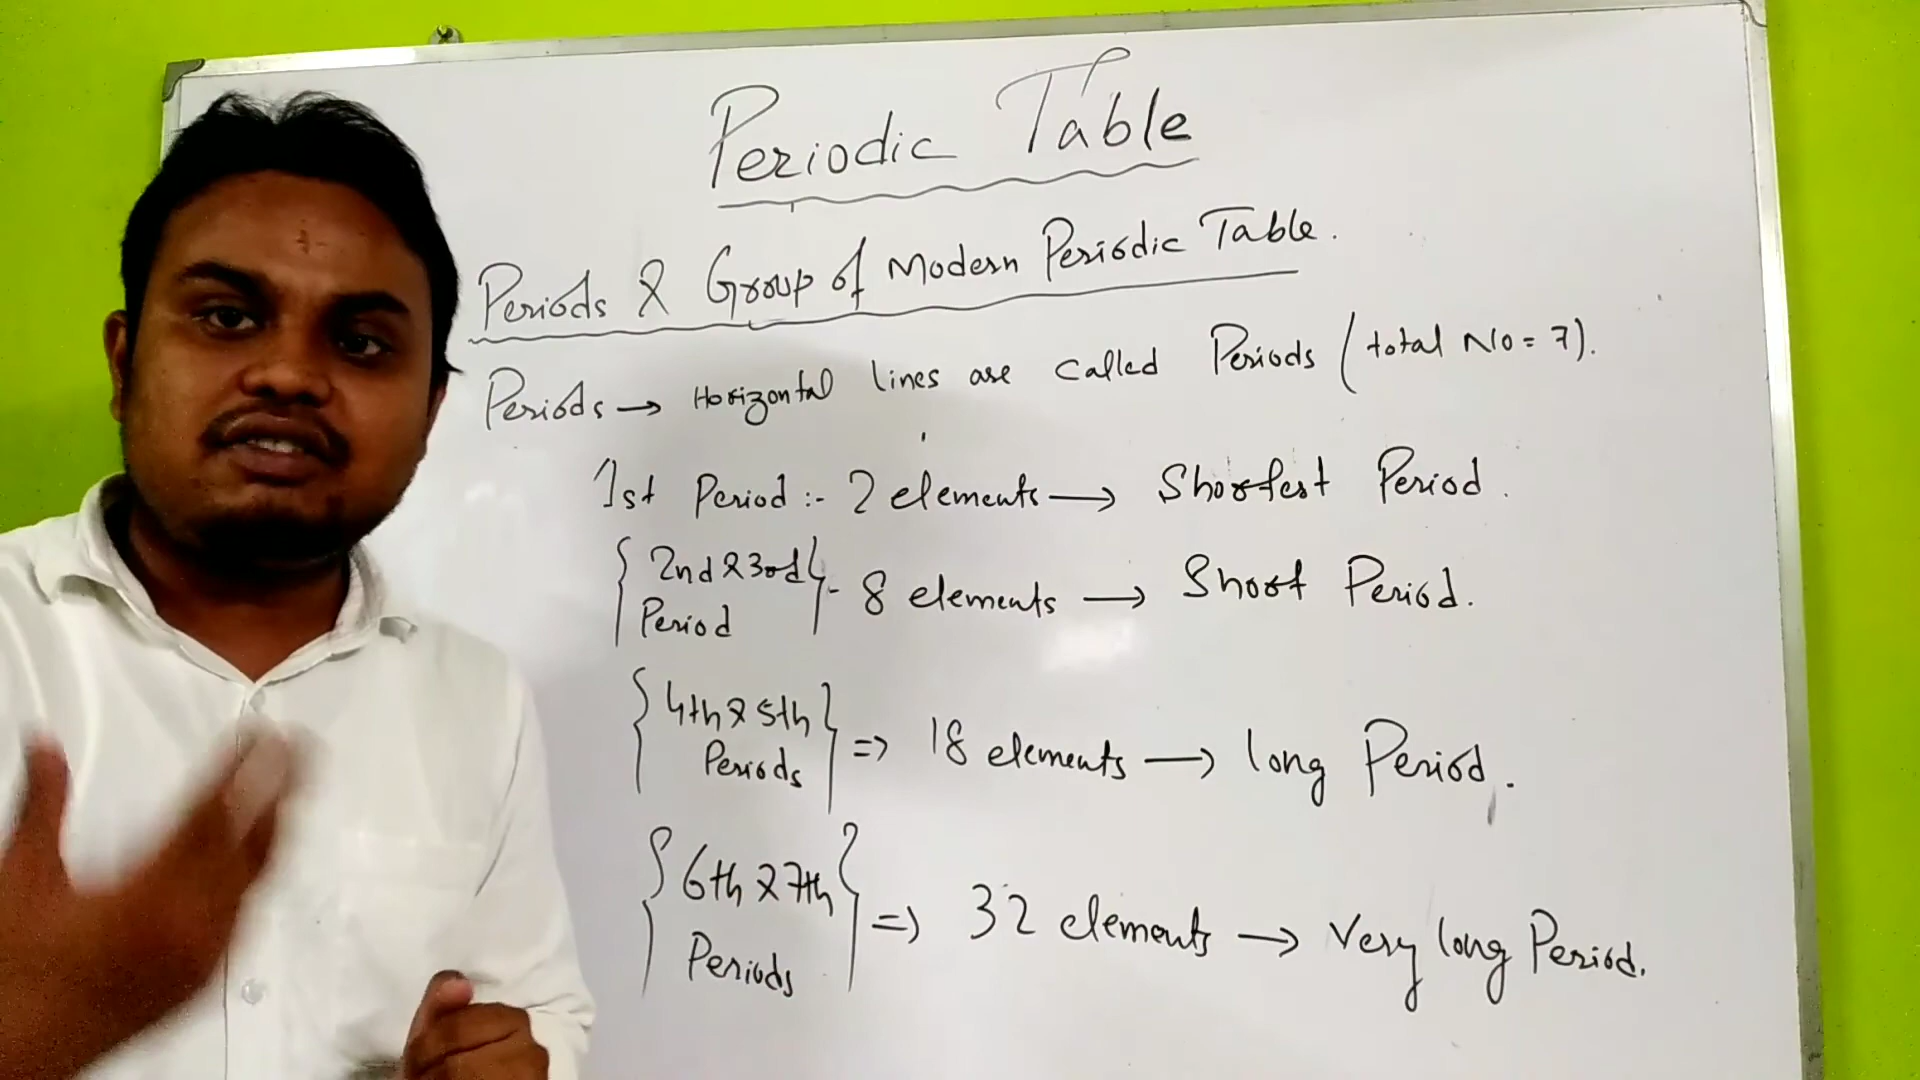 Periodic Table
Periods & Group of Modern Periodic Table.
Periods → Horizontal lines are called Periods (total No = 7).
1st Period :- 2 elements → Shortest Period.
{2nd & 3rd Period} - 8 elements → Short Period.
{4th & 5th Periods} => 18 elements → long Period.
{6th & 7th Periods} => 32 elements → Very long Period.